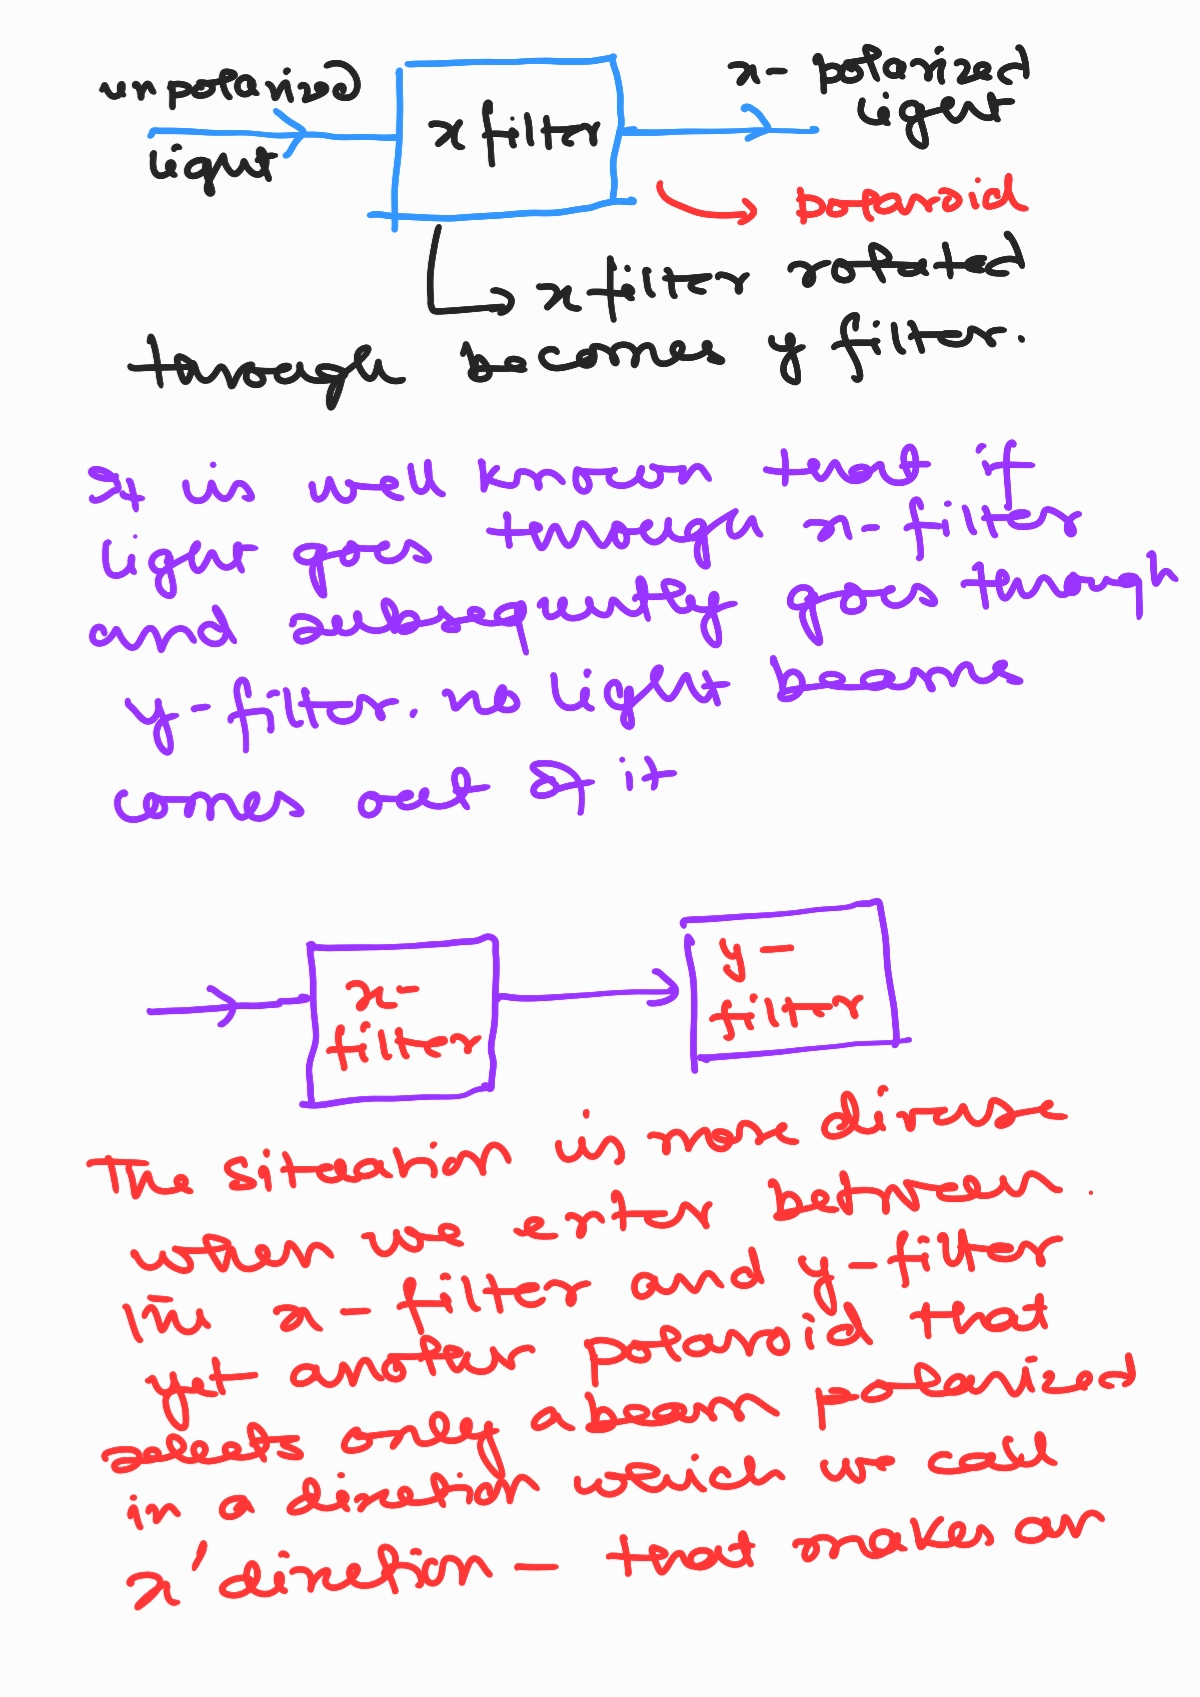 unpolarized
light
x filter
x- polarized
light
polaroid
x-filter rotated
through becomes y filter.
It is well known that if
light goes through x-filter
and subsequently goes through
y-filter. no light beams
comes out of it
x-
filter
y-
filter
The situation is more diverse
when we enter between
in x-filter and y-filter
yet another polaroid that
selects only a beam polarized
in a direction which we call
x' direction - that makes an